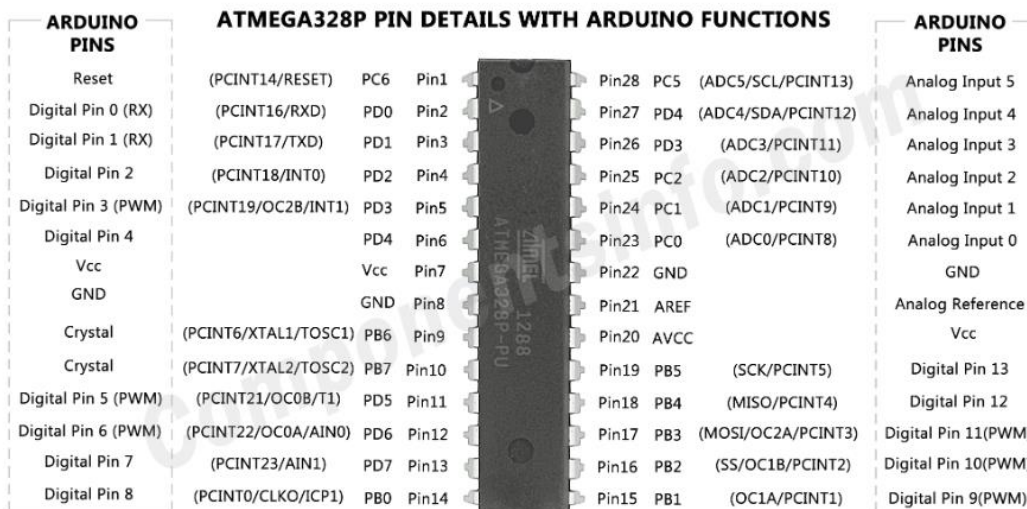 ARDUINO PINS
ATMEGA328P PIN DETAILS WITH ARDUINO FUNCTIONS
ARDUINO PINS
Reset (PCINT14/RESET) PC6 Pin1 Pin28 PC5 (ADC5/SCL/PCINT13) Analog Input 5
Digital Pin 0 (RX) (PCINT16/RXD) PD0 Pin2 Pin27 PD4 (ADC4/SDA/PCINT12) Analog Input 4
Digital Pin 1 (RX) (PCINT17/TXD) PD1 Pin3 Pin26 PD3 (ADC3/PCINT11) Analog Input 3
Digital Pin 2 (PCINT18/INT0) PD2 Pin4 Pin25 PC2 (ADC2/PCINT10) Analog Input 2
Digital Pin 3 (PWM) (PCINT19/OC2B/INT1) PD3 Pin5 Pin24 PC1 (ADC1/PCINT9) Analog Input 1
Digital Pin 4 PD4 Pin6 Pin23 PC0 (ADC0/PCINT8) Analog Input 0
Vcc Vcc Pin7 Pin22 GND GND
GND GND Pin8 Pin21 AREF Analog Reference
Crystal (PCINT6/XTAL1/TOSC1) PB6 Pin9 Pin20 AVCC Vcc
Crystal (PCINT7/XTAL2/TOSC2) PB7 Pin10 Pin19 PB5 (SCK/PCINT5) Digital Pin 13
Digital Pin 5 (PWM) (PCINT21/OC0B/T1) PD5 Pin11 Pin18 PB4 (MISO/PCINT4) Digital Pin 12
Digital Pin 6 (PWM) (PCINT22/OC0A/AIN0) PD6 Pin12 Pin17 PB3 (MOSI/OC2A/PCINT3) Digital Pin 11(PWM
Digital Pin 7 (PCINT23/AIN1) PD7 Pin13 Pin16 PB2 (SS/OC1B/PCINT2) Digital Pin 10(PWM
Digital Pin 8 (PCINT0/CLKO/ICP1) PB0 Pin14 Pin15 PB1 (OC1A/PCINT1) Digital Pin 9(PWM)
ATMEL 1288
ATMEGA328P-PU
Componentsinfo.com